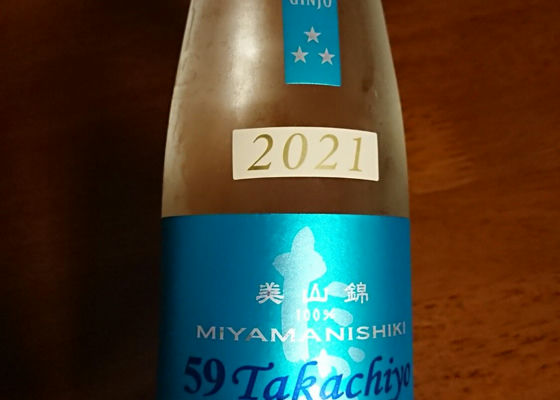 GINJO
2021
美山錦
100%
MIYAMANISHIKI
59 Takachiyo